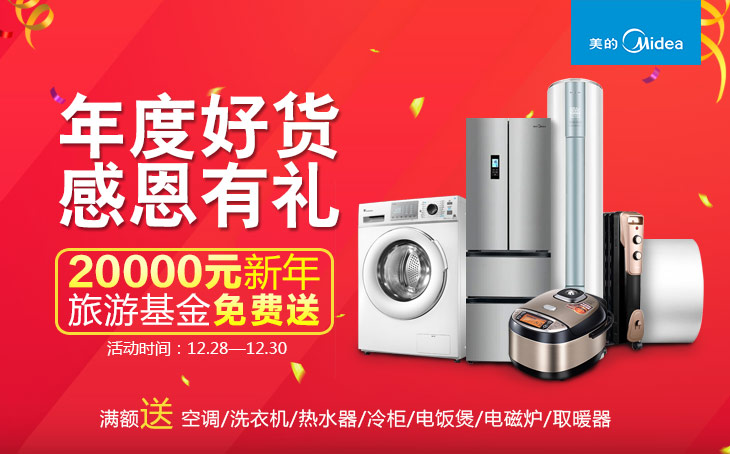 美的 Midea
年度好货
感恩有礼
20000元新年
旅游基金免费送
活动时间：12.28—12.30
满额送 空调/洗衣机/热水器/冷柜/电饭煲/电磁炉/取暖器